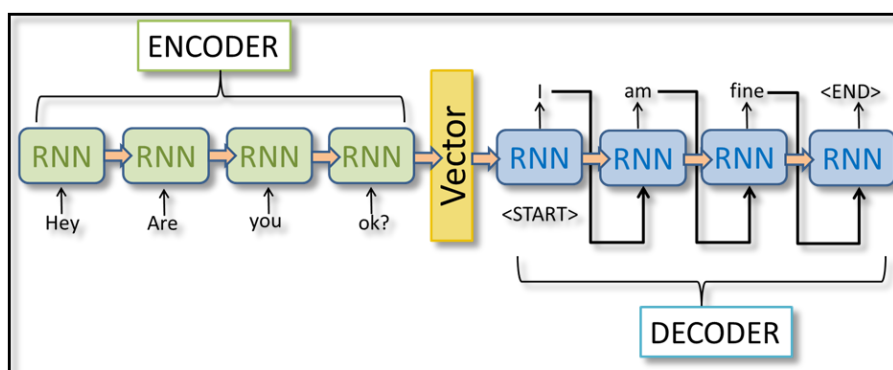 ENCODER
I am fine <END>
RNN RNN RNN RNN Vector RNN RNN RNN RNN
Hey Are you ok? <START>
DECODER